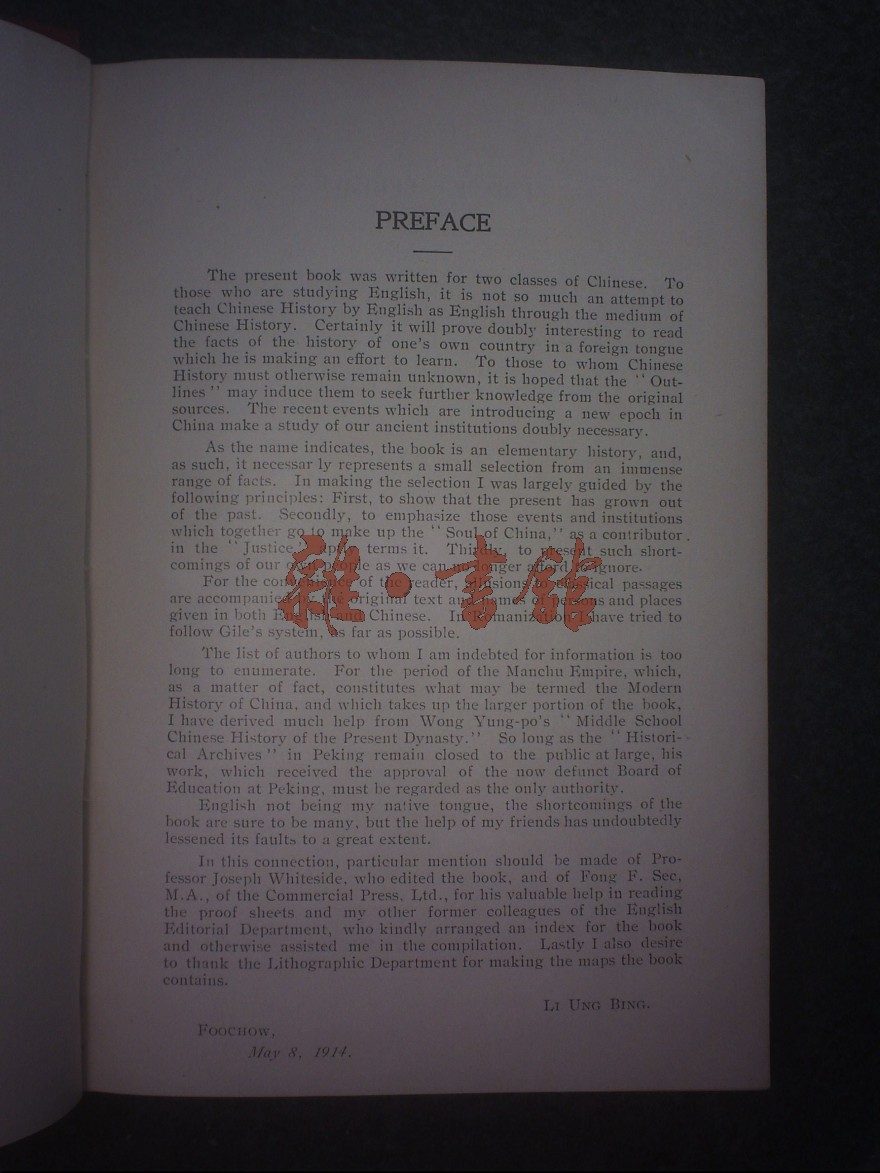 PREFACE
The present book was written for two classes of Chinese. To
those who are studying English, it is not so much an attempt to
teach Chinese History by English as English through the medium of
Chinese History. Certainly it will prove doubly interesting to read
the facts of the history of one's own country in a foreign tongue
which he is making an effort to learn. To those to whom Chinese
History must otherwise remain unknown, it is hoped that the "Out-
lines" may induce them to seek further knowledge from the original
sources. The recent events which are introducing a new epoch in
China make a study of our ancient institutions doubly necessary.
As the name indicates, the book is an elementary history, and,
as such, it necessar ly represents a small selection from an immense
range of facts. In making the selection I was largely guided by the
following principles: First, to show that the present has grown out
of the past. Secondly, to emphasize those events and institutions
which together go to make up the "Soul of China," as a contributor
in the "Justice," terms it. Thirdly, to present such short-
comings of our own people as we can no longer afford to ignore.
For the convenience of the reader, allusions to classical passages
are accompanied by the original text and names of persons and places
given in both English and Chinese. In Romanization I have tried to
follow Gile's system, as far as possible.
The list of authors to whom I am indebted for information is too
long to enumerate. For the period of the Manchu Empire, which,
as a matter of fact, constitutes what may be termed the Modern
History of China, and which takes up the larger portion of the book,
I have derived much help from Wong Yung-po's "Middle School
Chinese History of the Present Dynasty." So long as the "Histori-
cal Archives" in Peking remain closed to the public at large, his
work, which received the approval of the now defunct Board of
Education at Peking, must be regarded as the only authority.
English not being my native tongue, the shortcomings of the
book are sure to be many, but the help of my friends has undoubtedly
lessened its faults to a great extent.
In this connection, particular mention should be made of Pro-
fessor Joseph Whiteside, who edited the book, and of Fong F. Sec,
M.A., of the Commercial Press, Ltd., for his valuable help in reading
the proof sheets and my other former colleagues of the English
Editorial Department, who kindly arranged an index for the book
and otherwise assisted me in the compilation. Lastly I also desire
to thank the Lithographic Department for making the maps the book
contains.
LI UNG BING.
FOOCHOW,
May 8, 1914.
雜·書館